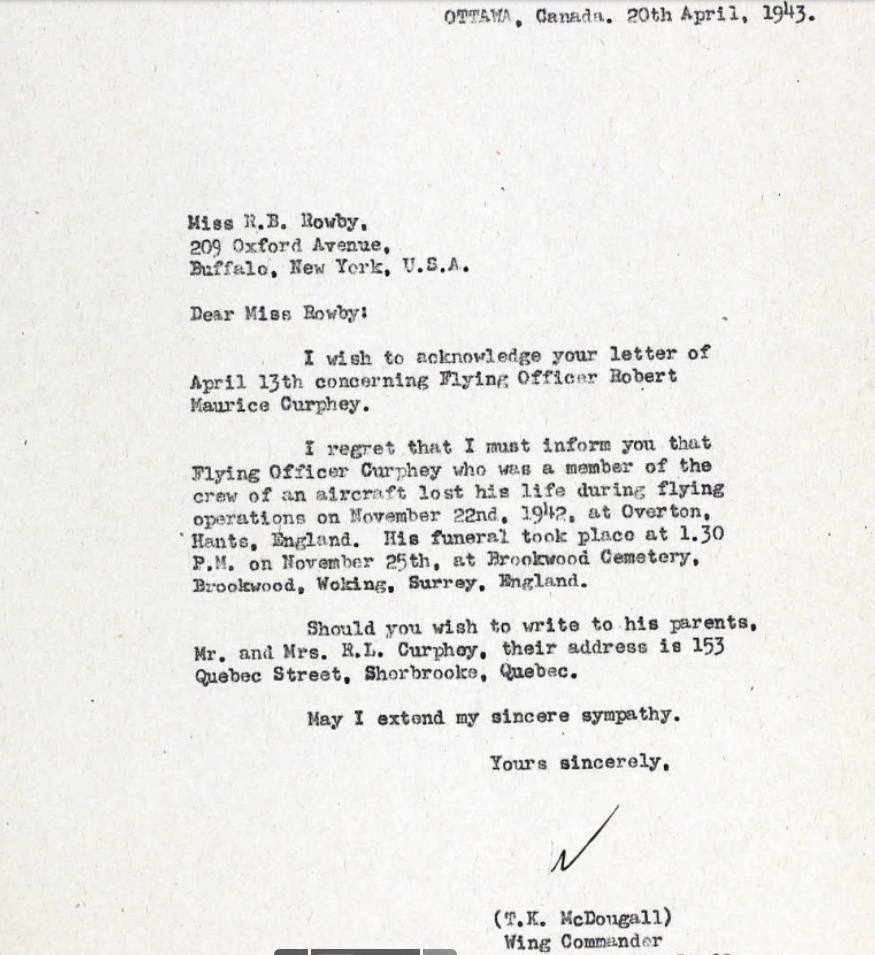 OTTAWA, Canada. 20th April, 1943.
Miss R.B. Rowby,
209 Oxford Avenue,
Buffalo, New York, U.S.A.
Dear Miss Rowby:
I wish to acknowledge your letter of
April 13th concerning Flying Officer Robert
Maurice Curphey.
I regret that I must inform you that
Flying Officer Curphey who was a member of the
crew of an aircraft lost his life during flying
operations on November 22nd, 1942, at Overton,
Hants, England. His funeral took place at 1.30
P.M. on November 25th, at Brookwood Cemetery,
Brookwood, Woking, Surrey, England.
Should you wish to write to his parents,
Mr. and Mrs. R.L. Curphey, their address is 153
Quebec Street, Sherbrooke, Quebec.
May I extend my sincere sympathy.
Yours sincerely,
(T.K. McDougall)
Wing Commander